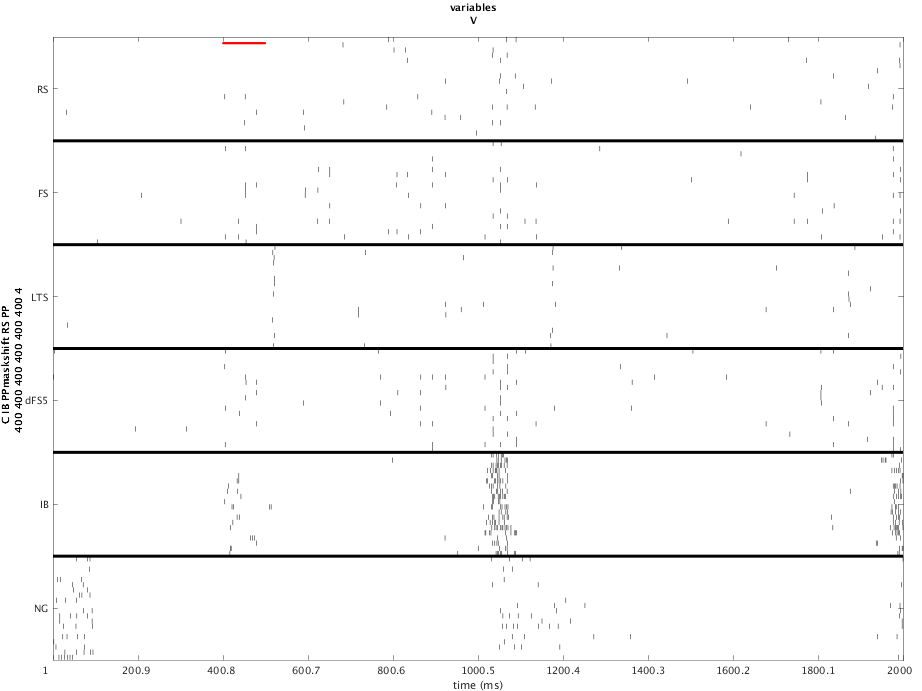 variables
V
RS
FS
LTS
dFS5
IB
NG
C IB PPmaskshift RS PP
400 400 400 400 400 400 4
1
200.9
400.8
600.7
800.6
1000.5
1200.4
1400.3
1600.2
1800.1
2000
time (ms)